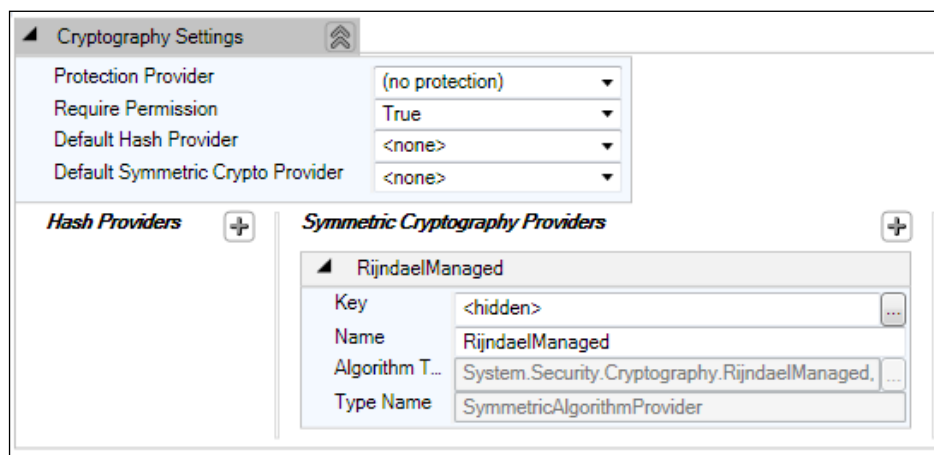 Cryptography Settings
Protection Provider (no protection)
Require Permission True
Default Hash Provider <none>
Default Symmetric Crypto Provider <none>
Hash Providers Symmetric Cryptography Providers
RijndaelManaged
Key <hidden> ...
Name RijndaelManaged
Algorithm T... System.Security.Cryptography.RijndaelManaged, ...
Type Name SymmetricAlgorithmProvider